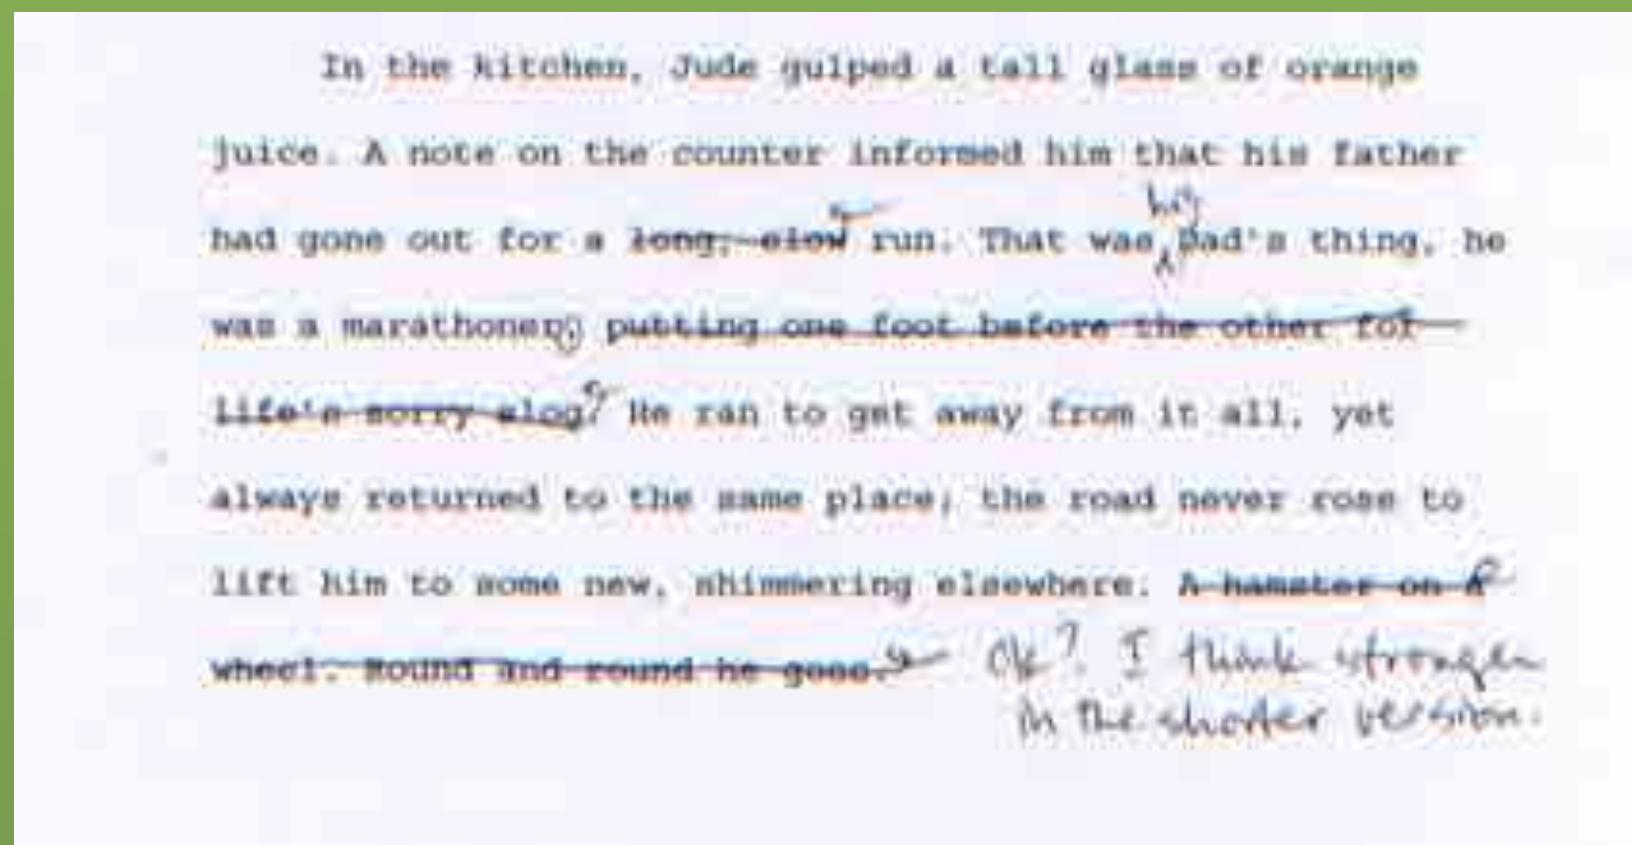 In the kitchen, Jude gulped a tall glass of orange
juice. A note on the counter informed him that his father
his
had gone out for a long, slow run. That was Dad's thing, he
was a marathoner, putting one foot before the other for
life's sorry slog. He ran to get away from it all, yet
always returned to the same place; the road never rose to
lift him to some new, shimmering elsewhere. A hamster on a
wheel. Round and round he goes.
OK? I think stronger
in the shorter version.